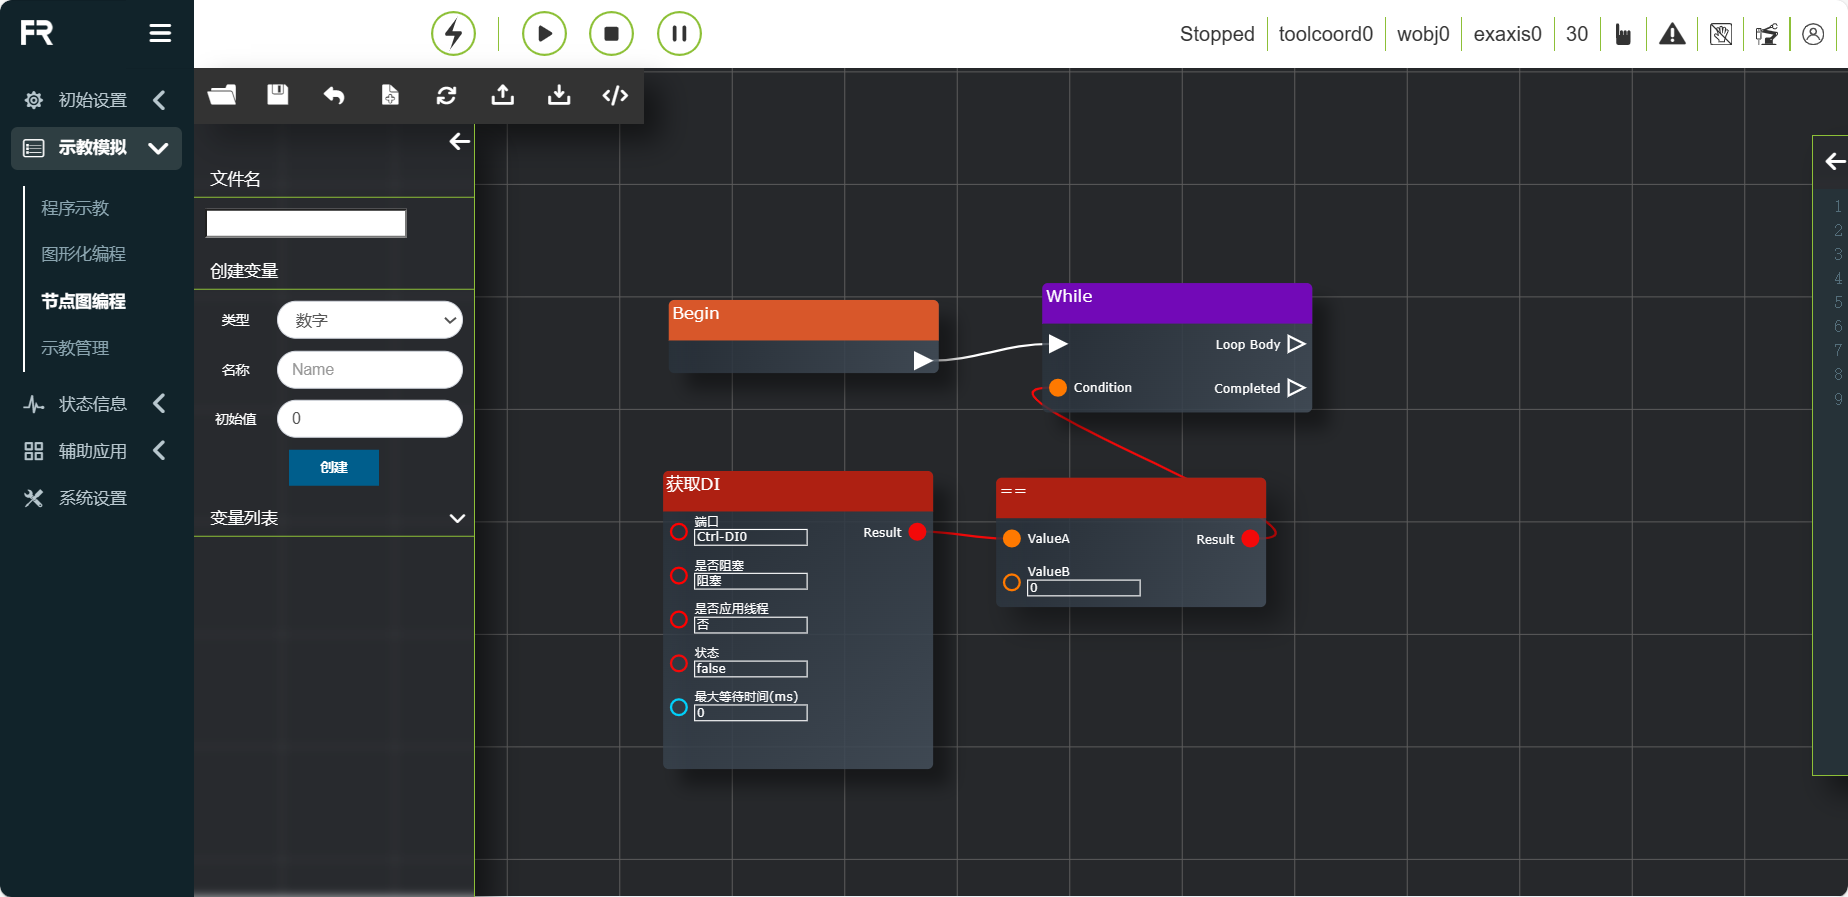 FR
Stopped
toolcoord0
wobj0
exaxis0
30
初始设置
示教模拟
程序示教
图形化编程
节点图编程
示教管理
状态信息
辅助应用
系统设置
文件名
创建变量
类型
数字
名称
Name
初始值
0
创建
变量列表
Begin
While
Loop Body
Condition
Completed
获取DI
端口
Ctrl-DI0
Result
是否阻塞
阻塞
是否应用线程
否
状态
false
最大等待时间(ms)
0
==
ValueA
Result
ValueB
0
1
2
3
4
5
6
7
8
9